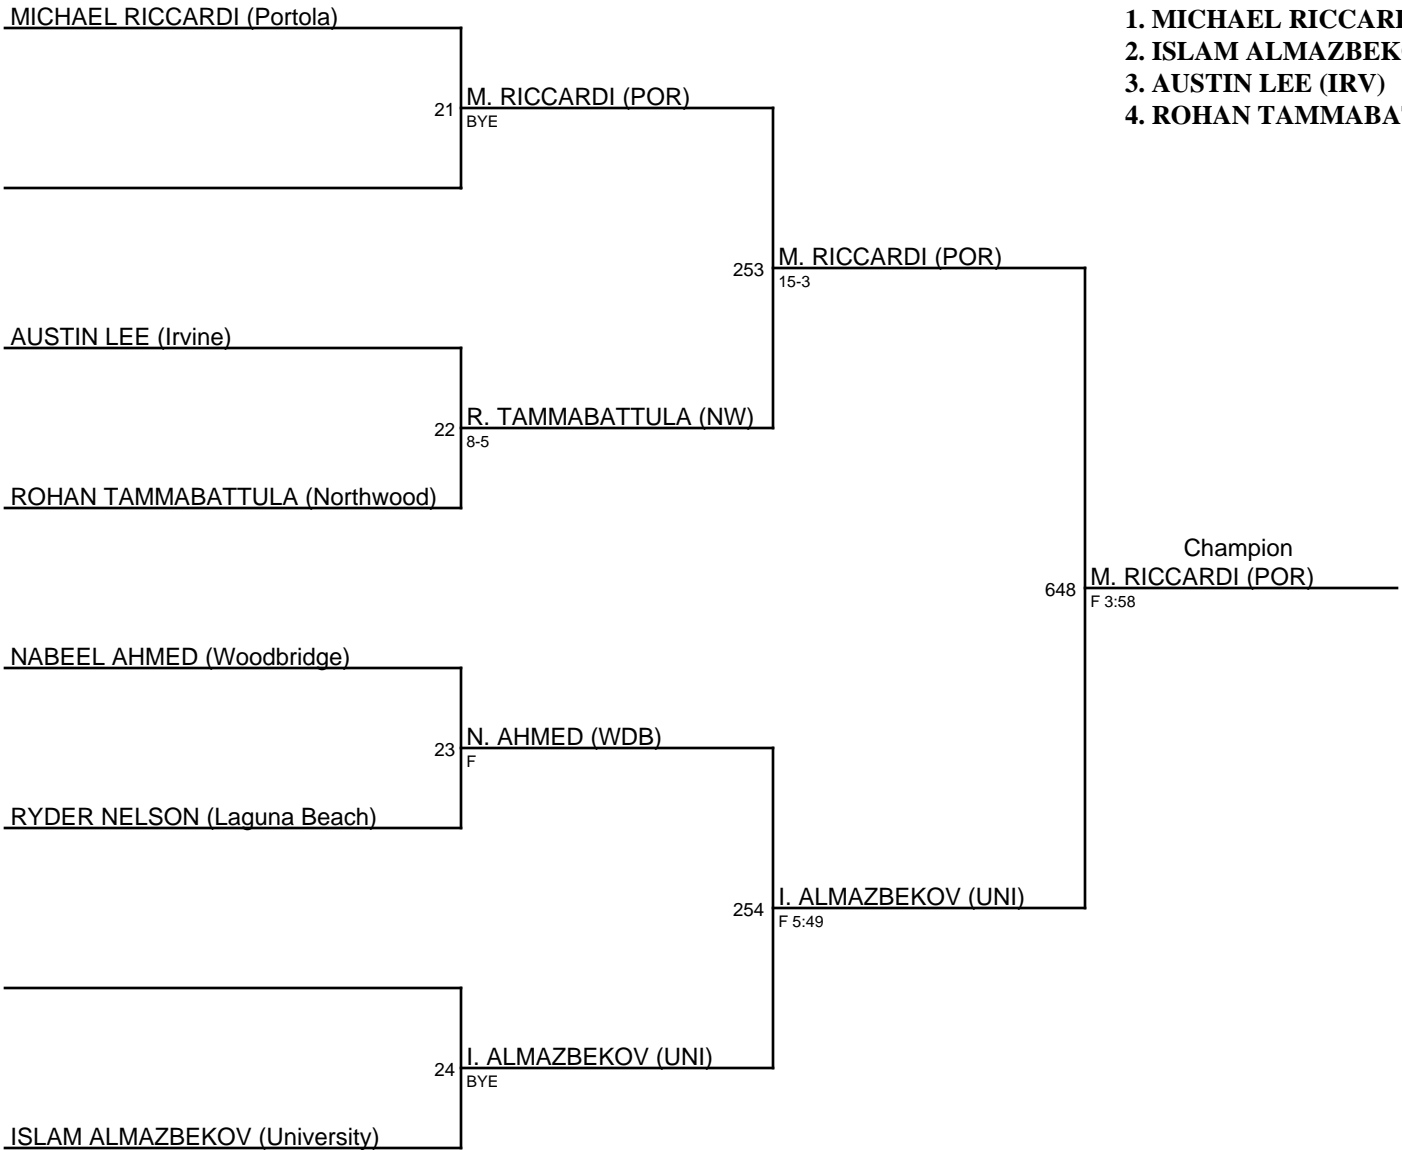 MICHAEL RICCARDI (Portola)
1. MICHAEL RICCARD
2. ISLAM ALMAZBEK
3. AUSTIN LEE (IRV)
4. ROHAN TAMMABA
21 M. RICCARDI (POR)
BYE
253 M. RICCARDI (POR)
15-3
AUSTIN LEE (Irvine)
22 R. TAMMABATTULA (NW)
8-5
ROHAN TAMMABATTULA (Northwood)
Champion
648 M. RICCARDI (POR)
F 3:58
NABEEL AHMED (Woodbridge)
23 N. AHMED (WDB)
F
RYDER NELSON (Laguna Beach)
254 I. ALMAZBEKOV (UNI)
F 5:49
24 I. ALMAZBEKOV (UNI)
BYE
ISLAM ALMAZBEKOV (University)